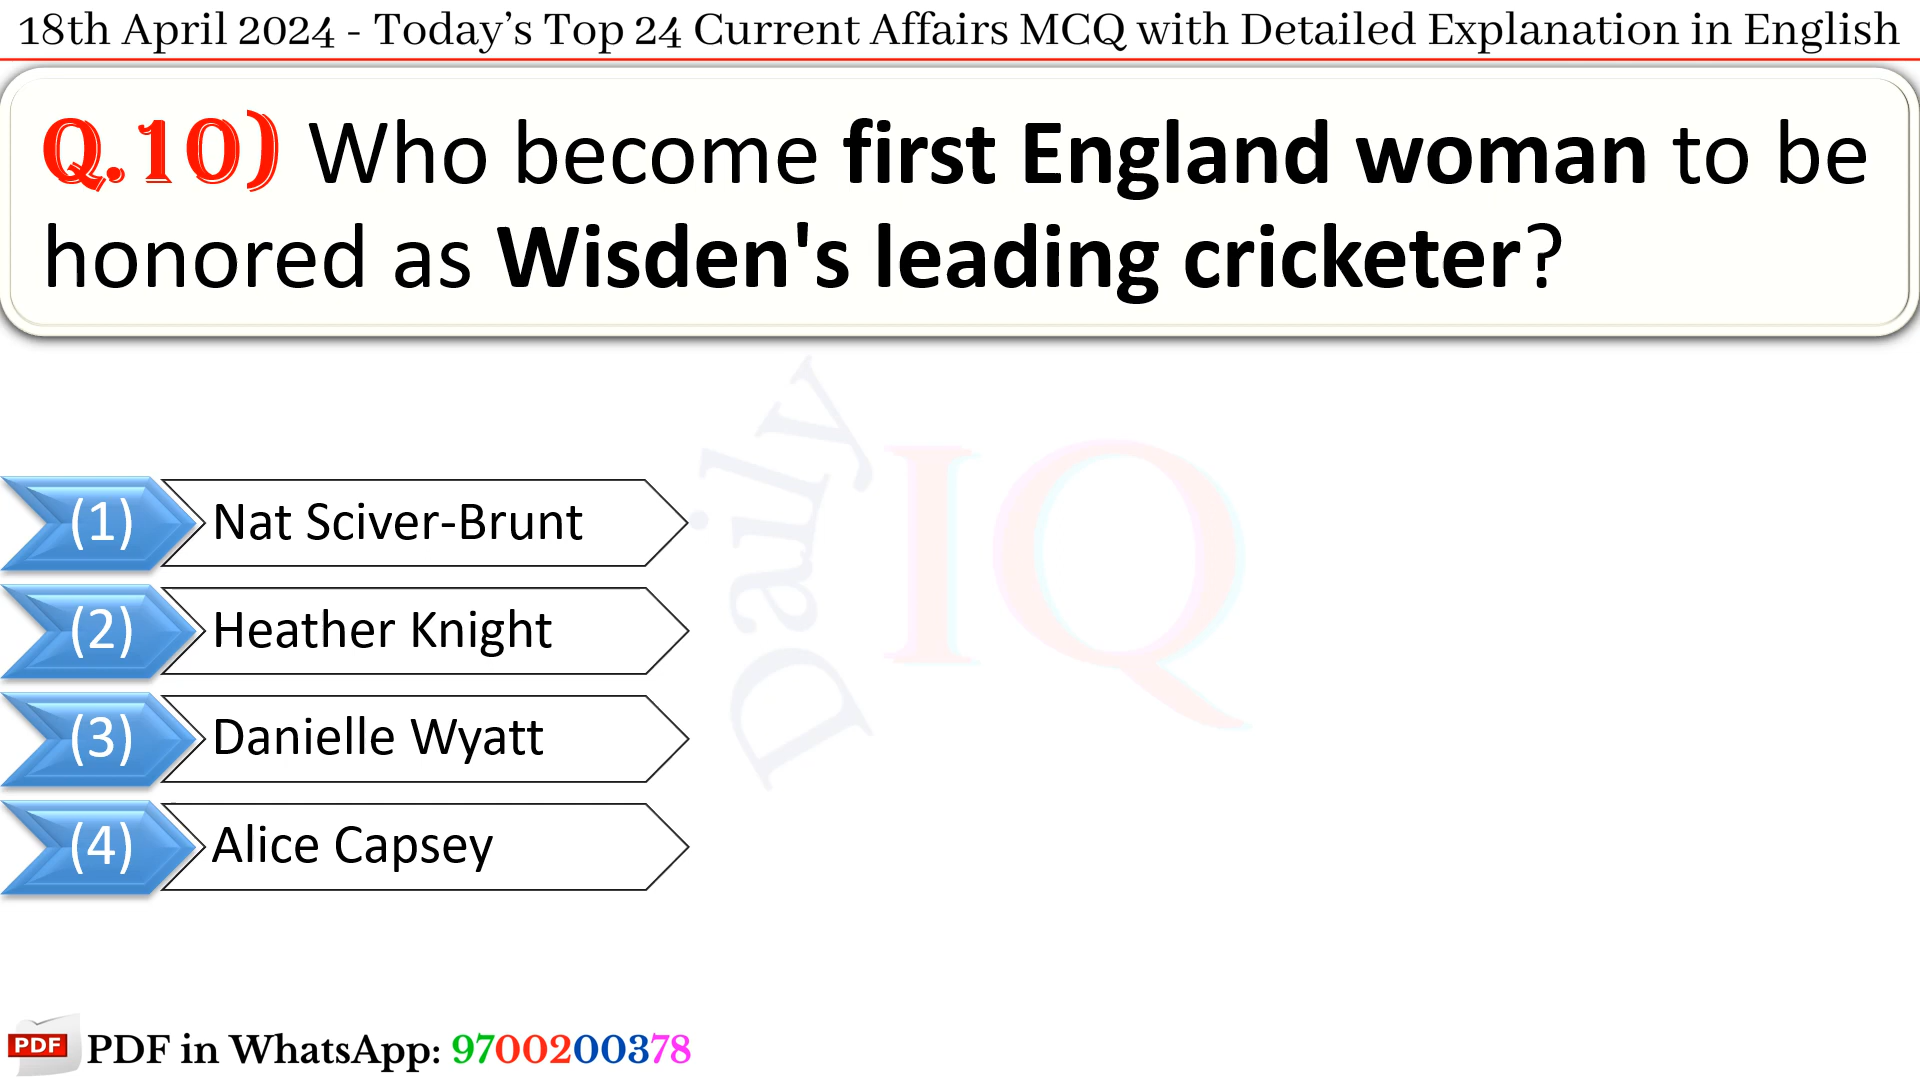 18th April 2024 - Today’s Top 24 Current Affairs MCQ with Detailed Explanation in English
Q.10) Who become first England woman to be
honored as Wisden's leading cricketer?
Daily IQ
(1) Nat Sciver-Brunt
(2) Heather Knight
(3) Danielle Wyatt
(4) Alice Capsey
PDF PDF in WhatsApp: 9700200378